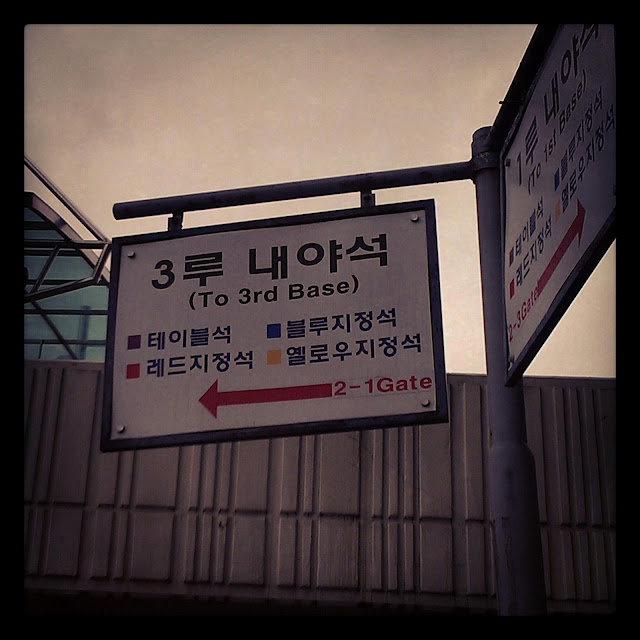 3루 내야석
(To 3rd Base)
■테이블석 ■블루지정석
■레드지정석 ■옐로우지정석
2-1Gate
1루 내야석
(To 1st Base)
■테이블석 ■블루지정석
■레드지정석 ■옐로우지정석
2-3Gate